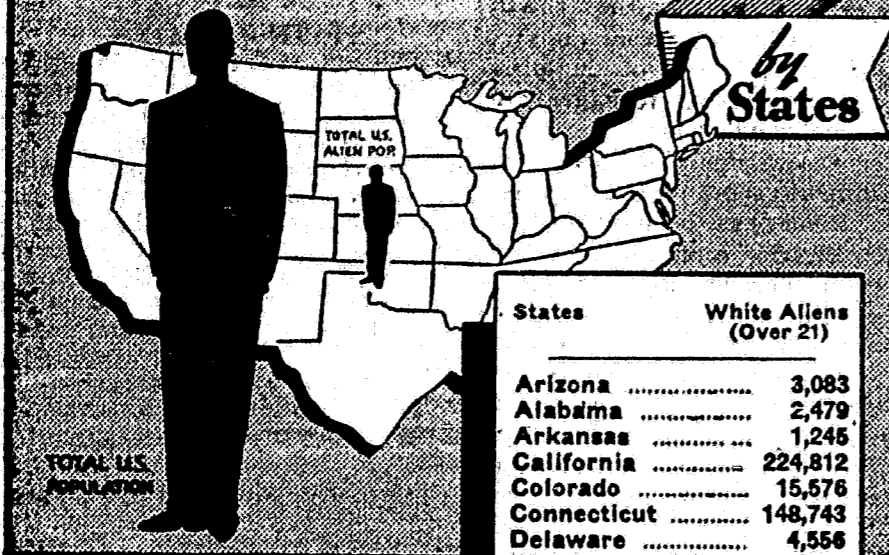 by
States
TOTAL U.S.
ALIEN POP.
TOTAL U.S.
POPULATION
States White Aliens
(Over 21)
Arizona 3,083
Alabama 2,479
Arkansas 1,245
California 224,812
Colorado 15,576
Connecticut 148,743
Delaware 4,556